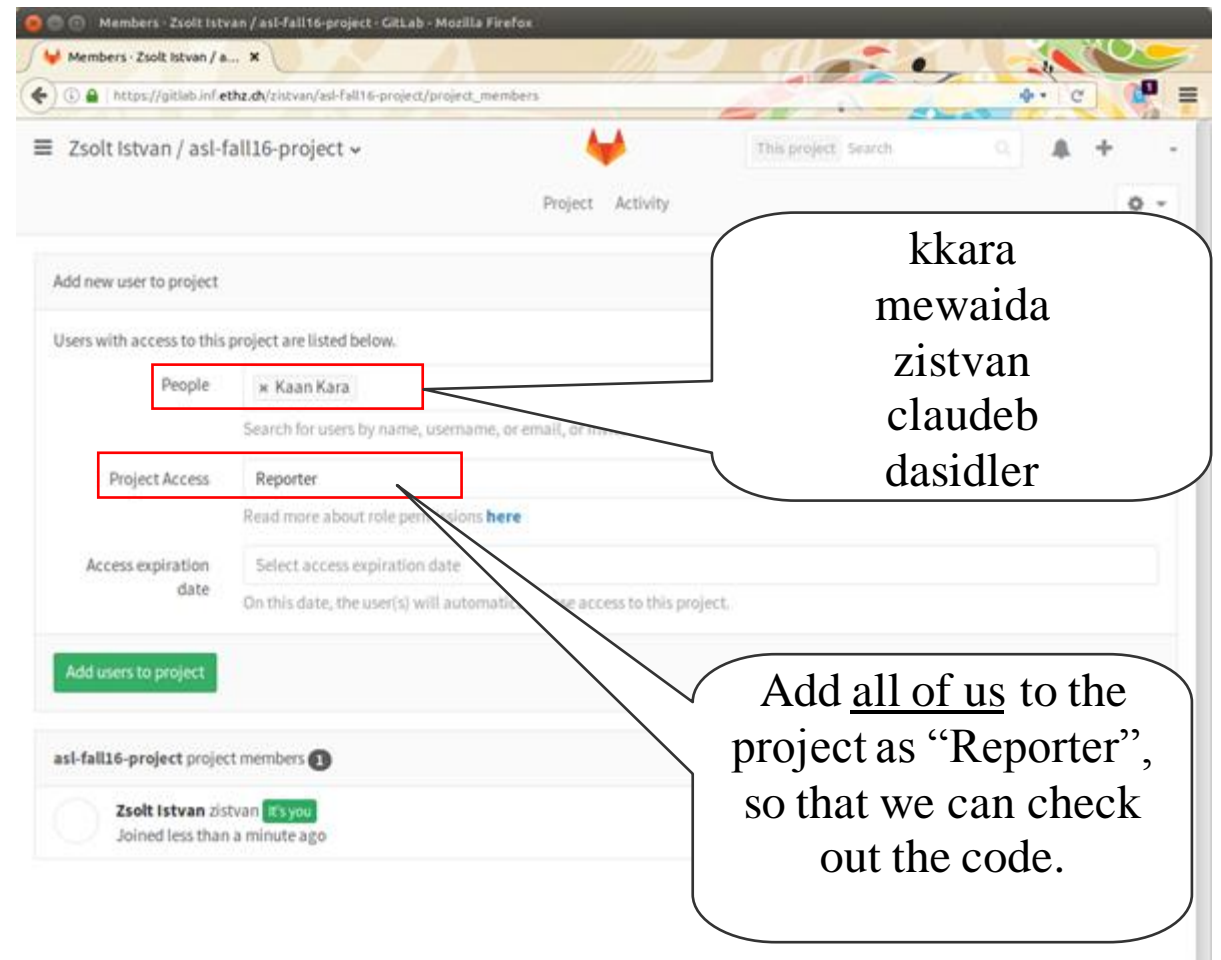 Members · Zsolt Istvan / asl-fall16-project · GitLab - Mozilla Firefox
Members · Zsolt Istvan / a...
https://gitlab.inf.ethz.ch/zistvan/asl-fall16-project/project_members
Zsolt Istvan / asl-fall16-project
This project Search
Project Activity
Add new user to project
Users with access to this project are listed below.
People
× Kaan Kara
Search for users by name, username, or email, or
Project Access
Reporter
Read more about role permissions here
Access expiration
date
Select access expiration date
On this date, the user(s) will access to this project.
Add users to project
asl-fall16-project project members 1
Zsolt Istvan zistvan It's you
Joined less than a minute ago
kkara
mewaida
zistvan
claudeb
dasidler
Add all of us to the
project as “Reporter”,
so that we can check
out the code.